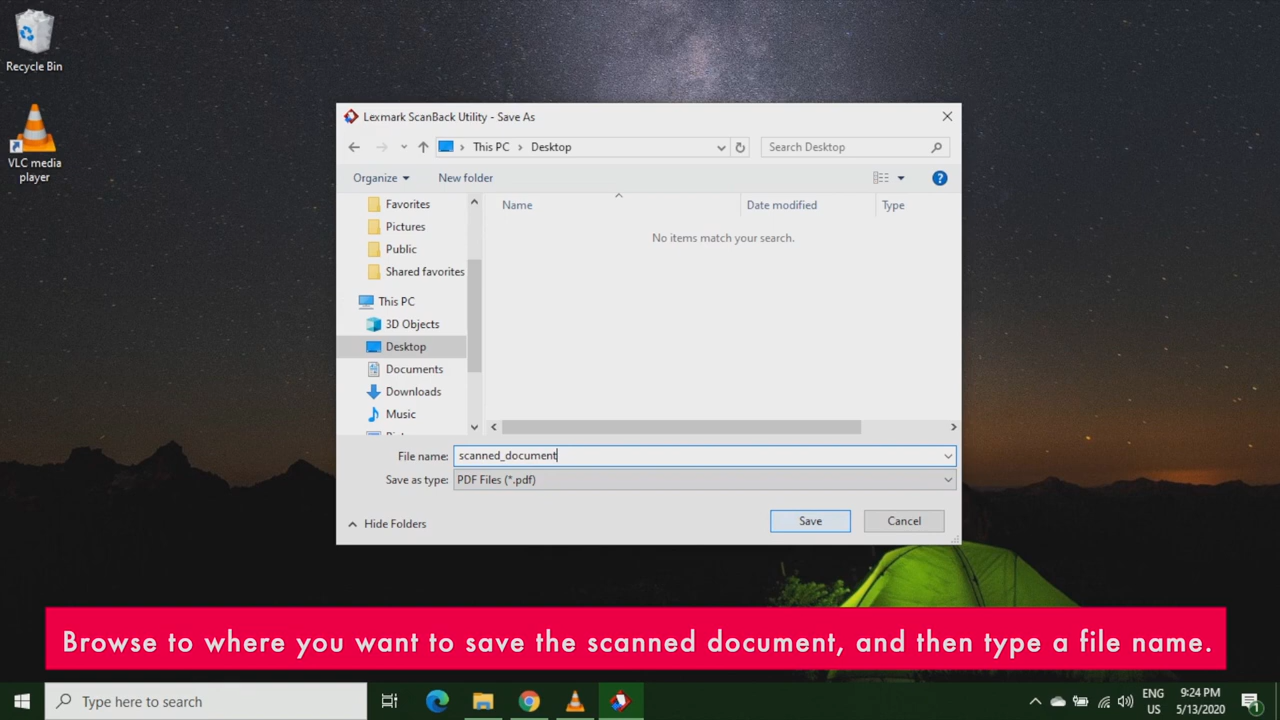 Recycle Bin
VLC media
player
Lexmark ScanBack Utility - Save As
This PC > Desktop
Search Desktop
Organize
New folder
?
Favorites
Pictures
Public
Shared favorites
This PC
3D Objects
Desktop
Documents
Downloads
Music
Name
Date modified
Type
No items match your search.
File name: scanned_document
Save as type: PDF Files (*.pdf)
Hide Folders
Save
Cancel
Browse to where you want to save the scanned document, and then type a file name.
Type here to search
ENG
US
9:24 PM
5/13/2020
1